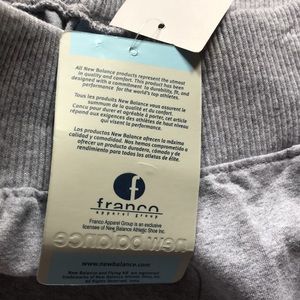 All New Balance products represent the utmost
in quality and comfort. This product has been
designed with a commitment to durability, fit, and
performance for the world's top athletes.
Tous les produits New Balance vous assurent le
summum de la qualité et du confort.
Conçu pour durer et agréable à porter, cet article
répond aux exigences des athlètes de haut niveau
qui visent la performance.
Los productos New Balance ofrecen la máxima
calidad y comodidad. Nos hemos comprometido a
ofrecer un producto duradero, cómodo, y
indicado para los atletas de élite.
f
franco
apparel group
Franco Apparel Group is an exclusive
licensee of New Balance Athletic Shoe Inc.
new balance
www.newbalance.com
New Balance and Flying NB are registered
trademarks of New Balance Athletic Shoe, Inc.